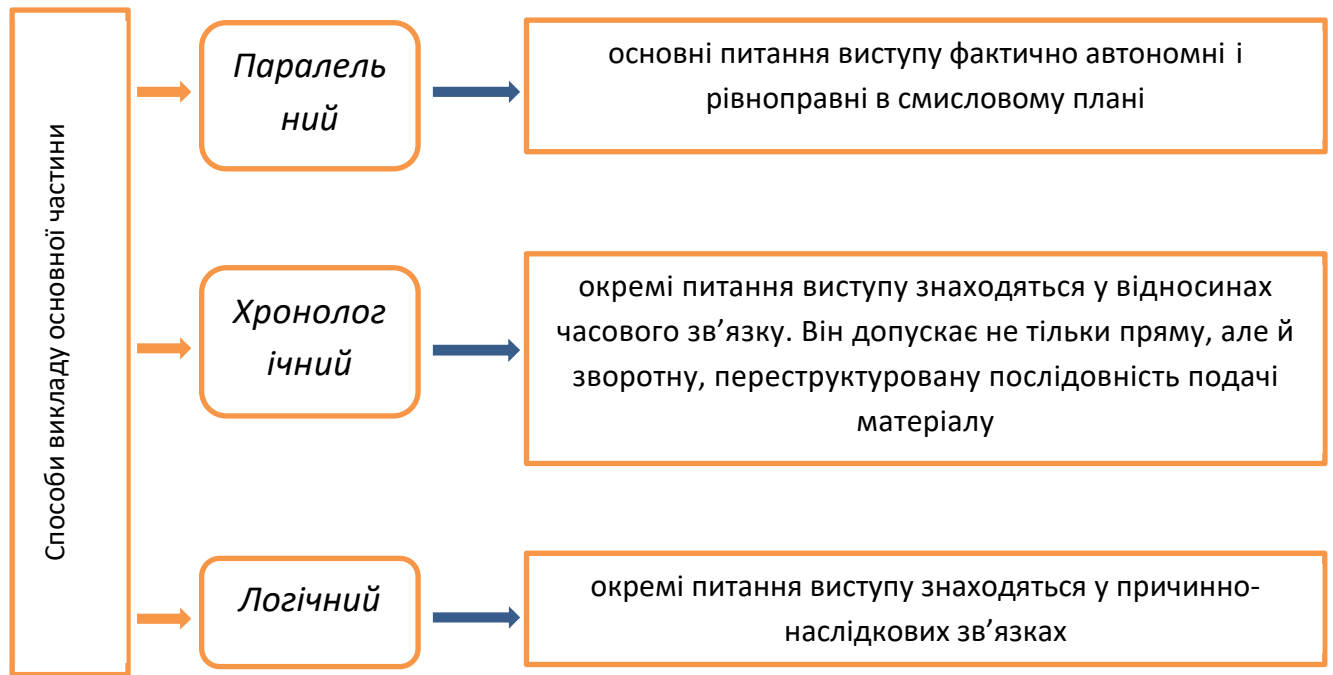 Способи викладу основної частини
Паралель
ний
основні питання виступу фактично автономні і
рівноправні в смисловому плані
Хронолог
ічний
окремі питання виступу знаходяться у відносинах
часового зв’язку. Він допускає не тільки пряму, але й
зворотну, переструктуровану послідовність подачі
матеріалу
Логічний
окремі питання виступу знаходяться у причинно-
наслідкових зв’язках